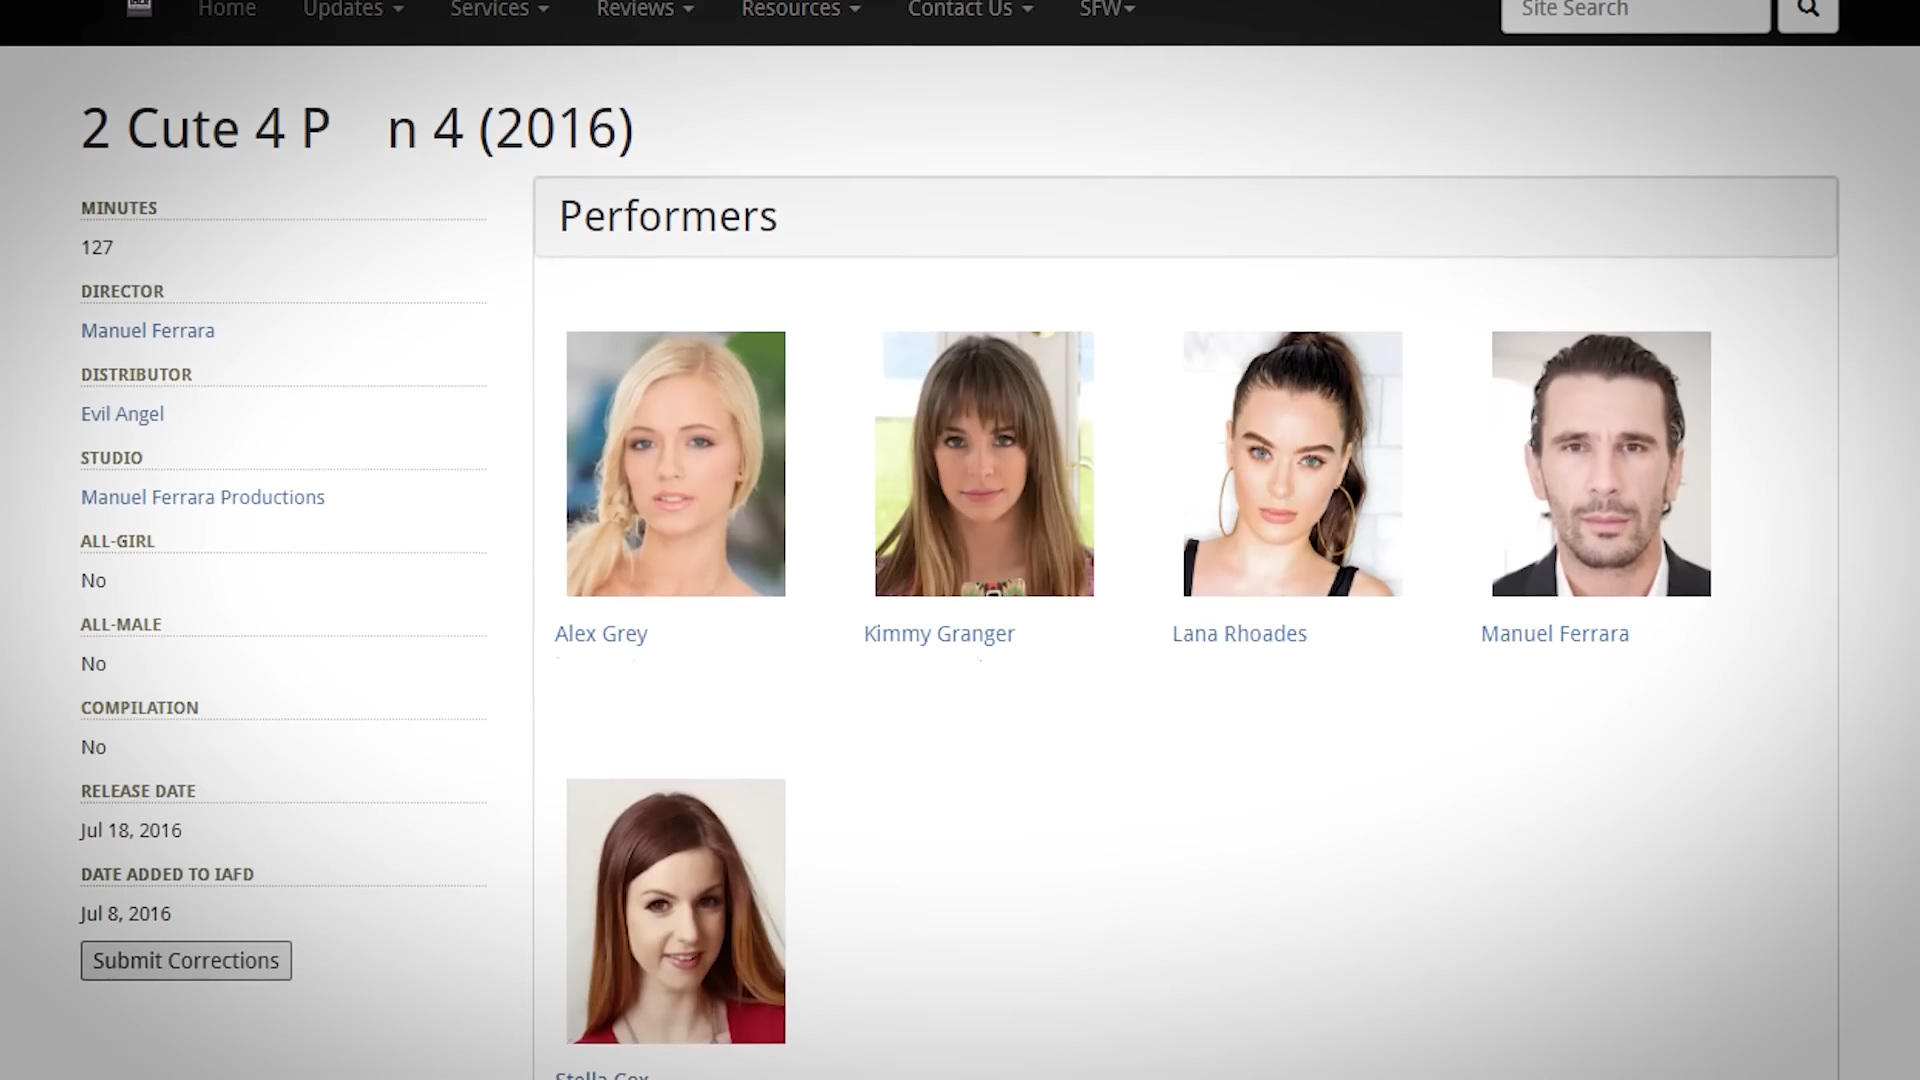 Home Updates Services Reviews Resources Contact Us SFW Site Search
2 Cute 4 P n 4 (2016)
MINUTES
127
DIRECTOR
Manuel Ferrara
DISTRIBUTOR
Evil Angel
STUDIO
Manuel Ferrara Productions
ALL-GIRL
No
ALL-MALE
No
COMPILATION
No
RELEASE DATE
Jul 18, 2016
DATE ADDED TO IAFD
Jul 8, 2016
Submit Corrections
Performers
Alex Grey
Kimmy Granger
Lana Rhoades
Manuel Ferrara
Stella Cox